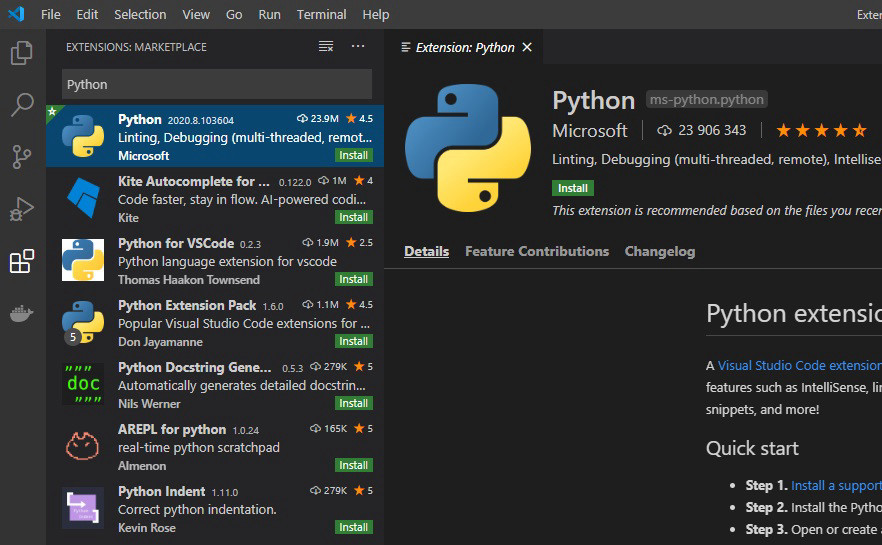 File Edit Selection View Go Run Terminal Help
Exten
EXTENSIONS: MARKETPLACE
Python
Python 2020.8.103604 23.9M 4.5
Linting, Debugging (multi-threaded, remot...
Microsoft Install
Kite Autocomplete for ... 0.122.0 1M 4
Code faster, stay in flow. AI-powered codi...
Kite Install
Python for VSCode 0.2.3 1.9M 2.5
Python language extension for vscode
Thomas Haakon Townsend Install
Python Extension Pack 1.6.0 1.1M 4.5
Popular Visual Studio Code extensions for ...
5
Don Jayamanne Install
Python Docstring Gene... 0.5.3 279K 5
""" doc """
Automatically generates detailed docstrin...
Nils Werner Install
AREPL for python 1.0.24 165K 5
real-time python scratchpad
Almenon Install
Python Indent 1.11.0 279K 5
Correct python indentation.
Kevin Rose Install
Extension: Python
Python ms-python.python
Microsoft 23 906 343
Linting, Debugging (multi-threaded, remote), Intellise
Install
This extension is recommended based on the files you recen
Details Feature Contributions Changelog
Python extensio
A Visual Studio Code extension
features such as IntelliSense, lin
snippets, and more!
Quick start
Step 1. Install a support
Step 2. Install the Pytho
Step 3. Open or create a